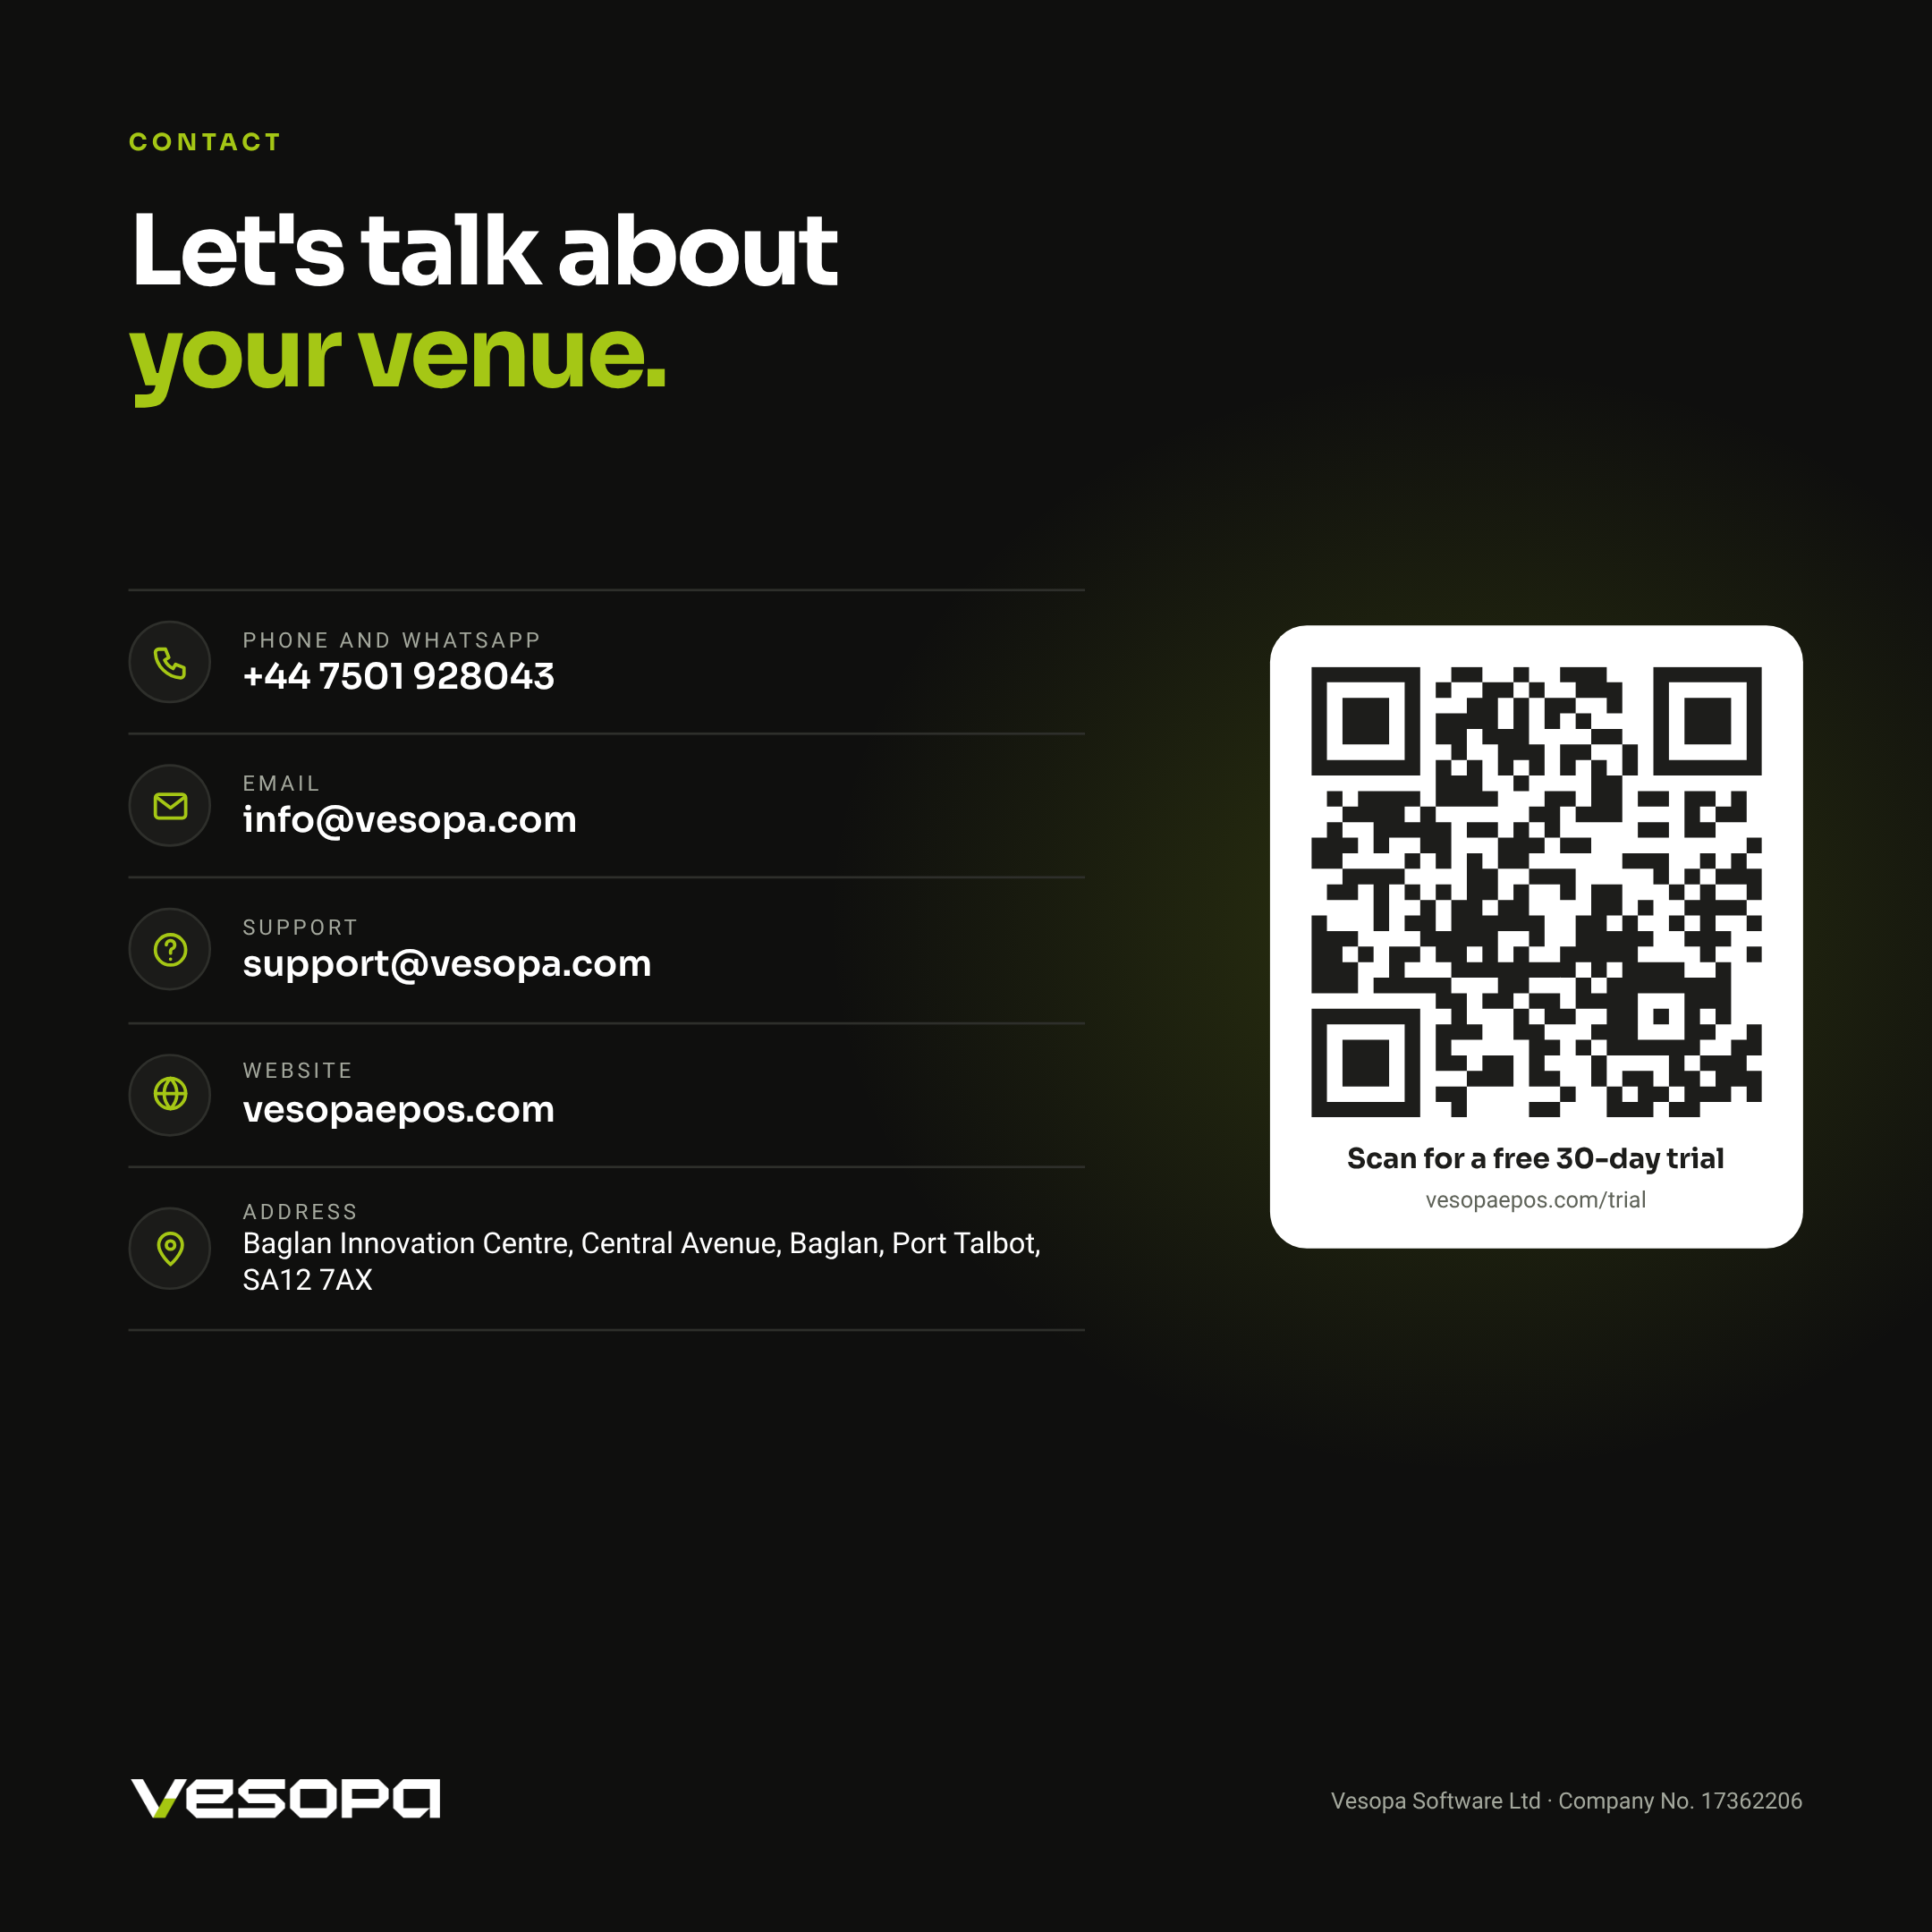 CONTACT
Let's talk about
your venue.
PHONE AND WHATSAPP
+44 7501 928043
EMAIL
info@vesopa.com
SUPPORT
support@vesopa.com
WEBSITE
vesopaepos.com
ADDRESS
Baglan Innovation Centre, Central Avenue, Baglan, Port Talbot,
SA12 7AX
Scan for a free 30-day trial
vesopaepos.com/trial
vesopa
Vesopa Software Ltd · Company No. 17362206